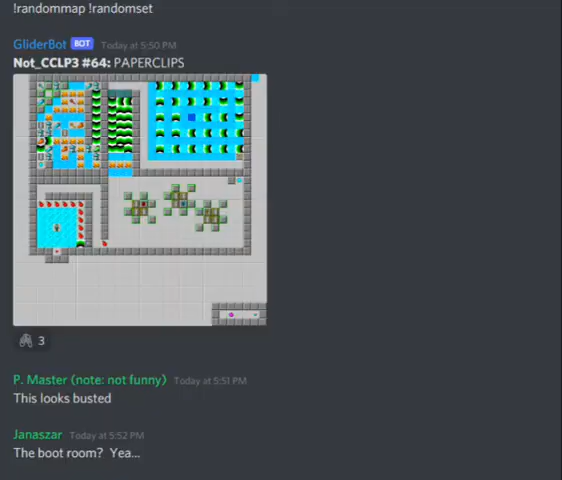 !randommap !randomset
GliderBot BOT Today at 5:50 PM
Not_CCLP3 #64: PAPERCLIPS
3
P. Master (note: not funny) Today at 5:51 PM
This looks busted
Janaszar Today at 5:52 PM
The boot room? Yea...